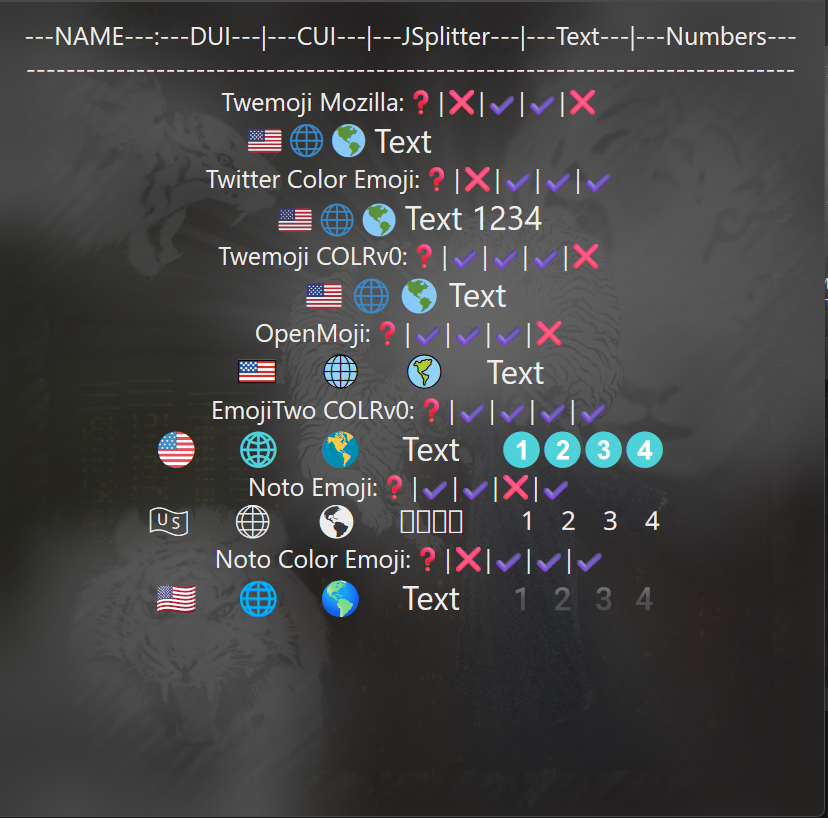 ---NAME---:---DUI---|---CUI---|---JSplitter---|---Text---|---Numbers---
-----------------------------------------------------------------------------
Twemoji Mozilla:❓|❌|✔|✔|❌
🇺🇸 🌐 🌎 Text
Twitter Color Emoji:❓|❌|✔|✔|✔
🇺🇸 🌐 🌎 Text 1234
Twemoji COLRv0:❓|✔|✔|✔|❌
🇺🇸 🌐 🌎 Text
OpenMoji:❓|✔|✔|✔|❌
🇺🇸 🌐 🌎 Text
EmojiTwo COLRv0:❓|✔|✔|✔|✔
🇺🇸 🌐 🌎 Text 1 2 3 4
Noto Emoji:❓|✔|✔|❌|✔
🇺🇸 🌐 🌎 ▯▯▯▯ 1 2 3 4
Noto Color Emoji:❓|❌|✔|✔|✔
🇺🇸 🌐 🌎 Text 1 2 3 4